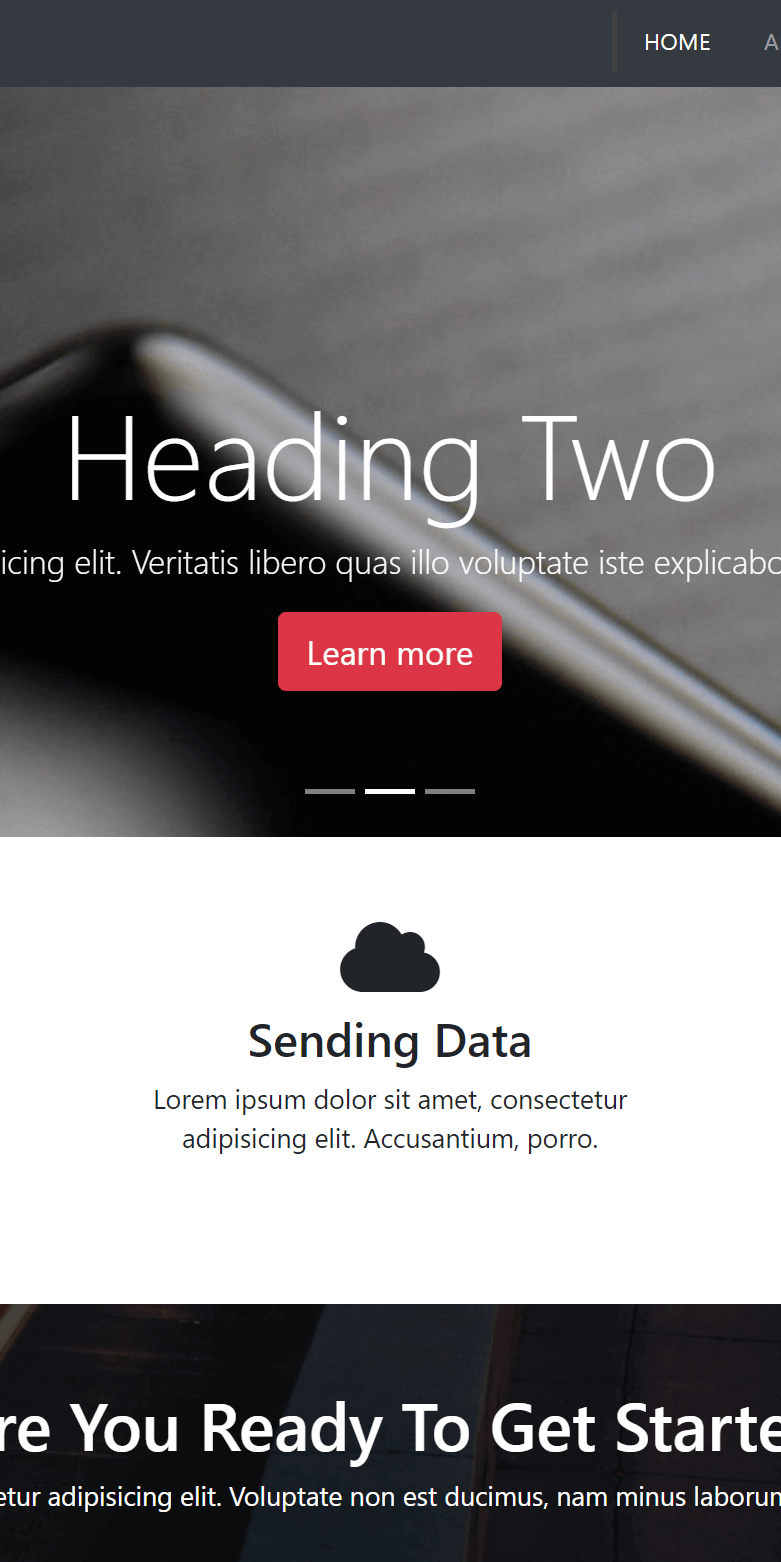 HOME A
Heading Two
icing elit. Veritatis libero quas illo voluptate iste explicabo
Learn more
Sending Data
Lorem ipsum dolor sit amet, consectetur
adipisicing elit. Accusantium, porro.
re You Ready To Get Starte
etur adipisicing elit. Voluptate non est ducimus, nam minus laborum